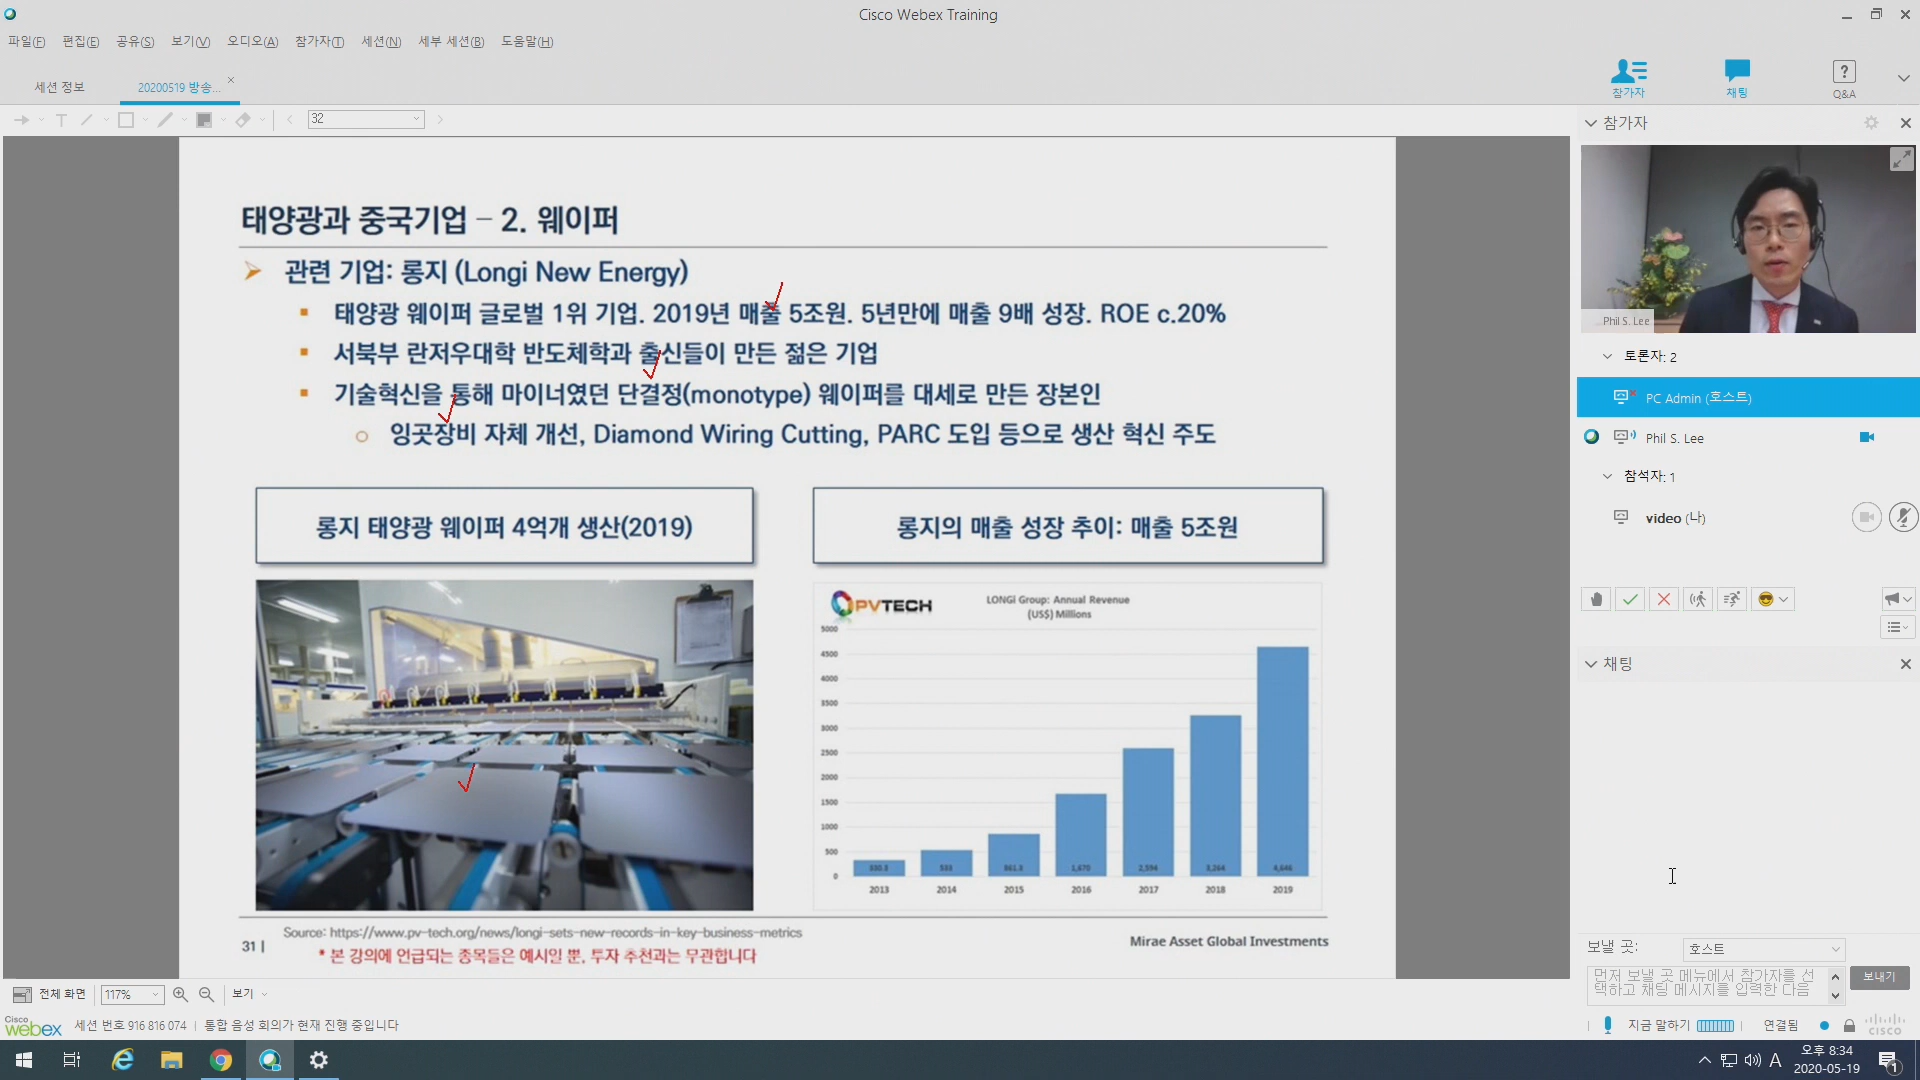 Cisco Webex Training
파일(F) 편집(E) 공유(S) 보기(V) 오디오(A) 참가자(T) 세션(N) 세부 세션(B) 도움말(H)
세션 정보 20200519 방송...
참가자 채팅 Q&A
32
태양광과 중국기업 – 2. 웨이퍼
관련 기업: 롱지 (Longi New Energy)
태양광 웨이퍼 글로벌 1위 기업. 2019년 매출 5조원. 5년만에 매출 9배 성장. ROE c.20%
서북부 란저우대학 반도체학과 출신들이 만든 젊은 기업
기술혁신을 통해 마이너였던 단결정(monotype) 웨이퍼를 대세로 만든 장본인
잉곳장비 자체 개선, Diamond Wiring Cutting, PARC 도입 등으로 생산 혁신 주도
롱지 태양광 웨이퍼 4억개 생산(2019)
롱지의 매출 성장 추이: 매출 5조원
PVTECH
LONGi Group: Annual Revenue
(US$) Millions
5000
4500
4000
3500
3000
2500
2000
1500
1000
500
0
1,670 2,594 3,264 4,646
2013 2014 2015 2016 2017 2018 2019
Source: https://www.pv-tech.org/news/longi-sets-new-records-in-key-business-metrics
31 |
* 본 강의에 언급되는 종목들은 예시일 뿐, 투자 추천과는 무관합니다
Mirae Asset Global Investments
참가자
Phil S. Lee
토론자: 2
PC Admin (호스트)
Phil S. Lee
참석자: 1
video (나)
채팅
보낼 곳: 호스트
먼저 보낼 곳 메뉴에서 참가자를 선
택하고 채팅 메시지를 입력한 다음
보내기
전체 화면 117% 보기
Cisco webex 세션 번호 916 816 074 | 통합 음성 회의가 현재 진행 중입니다
지금 말하기 연결됨 cisco
A 오후 8:34
2020-05-19
1